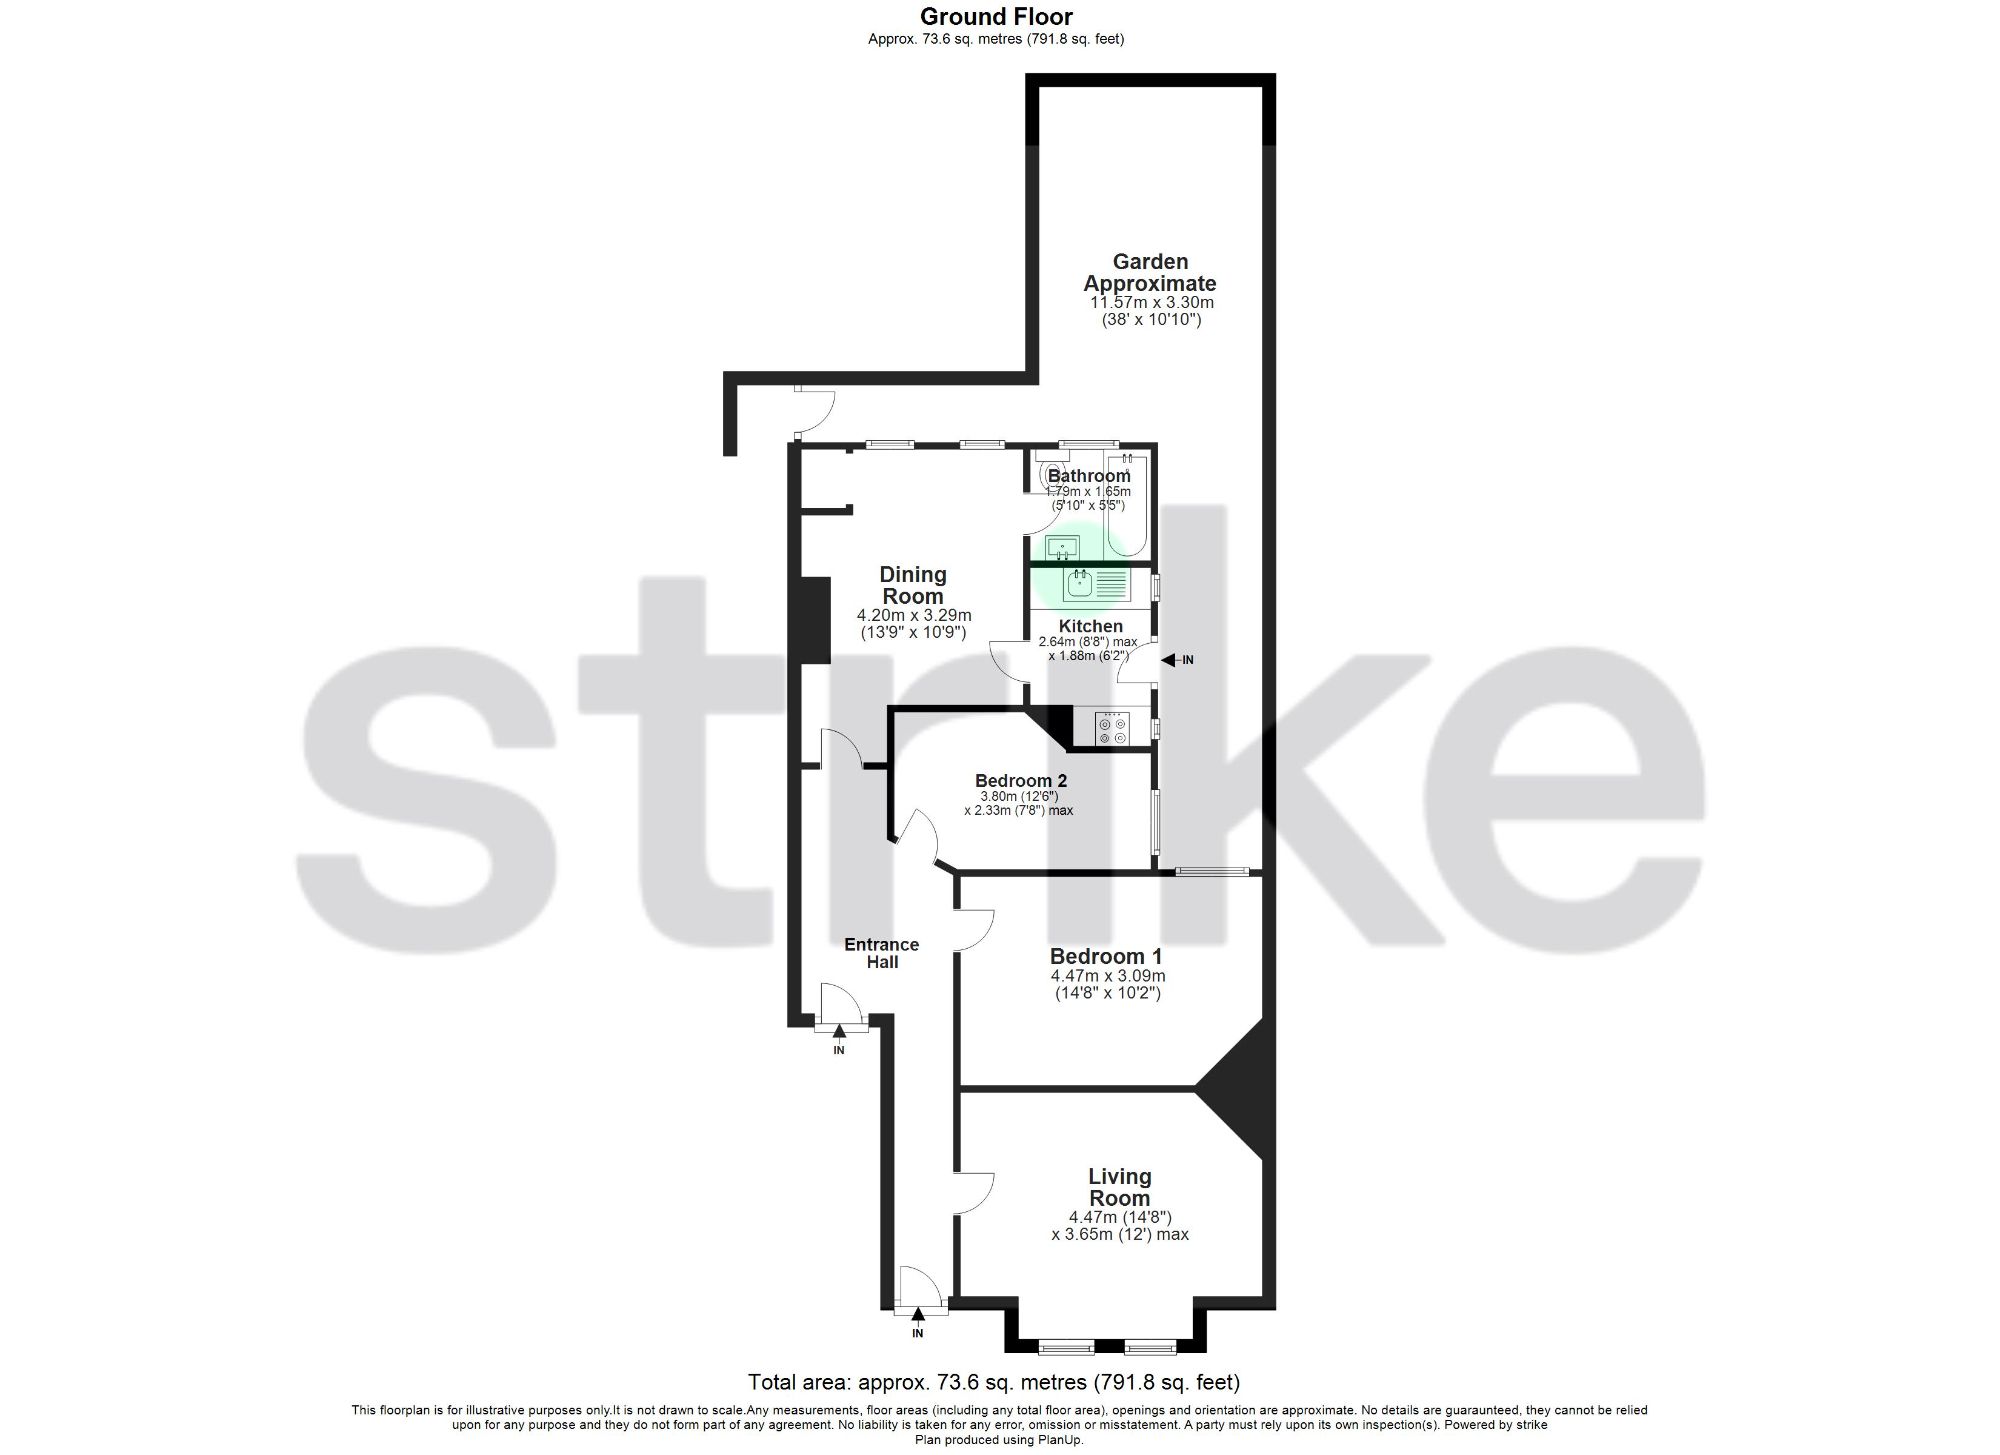 Ground Floor
Approx. 73.6 sq. metres (791.8 sq. feet)
Garden
Approximate
11.57m x 3.30m
(38' x 10'10")
Bathroom
1.79m x 1.65m
(5'10" x 5'5")
Dining
Room
4.20m x 3.29m
(13'9" x 10'9")
Kitchen
2.64m (8'8") max
x 1.88m (6'2")
IN
strike
Bedroom 2
3.80m (12'6")
x 2.33m (7'8") max
Entrance
Hall
Bedroom 1
4.47m x 3.09m
(14'8" x 10'2")
IN
Living
Room
4.47m (14'8")
x 3.65m (12') max
IN
Total area: approx. 73.6 sq. metres (791.8 sq. feet)
This floorplan is for illustrative purposes only.It is not drawn to scale.Any measurements, floor areas (including any total floor area), openings and orientation are approximate. No details are guaraunteed, they cannot be relied
upon for any purpose and they do not form part of any agreement. No liability is taken for any error, omission or misstatement. A party must rely upon its own inspection(s). Powered by strike
Plan produced using PlanUp.